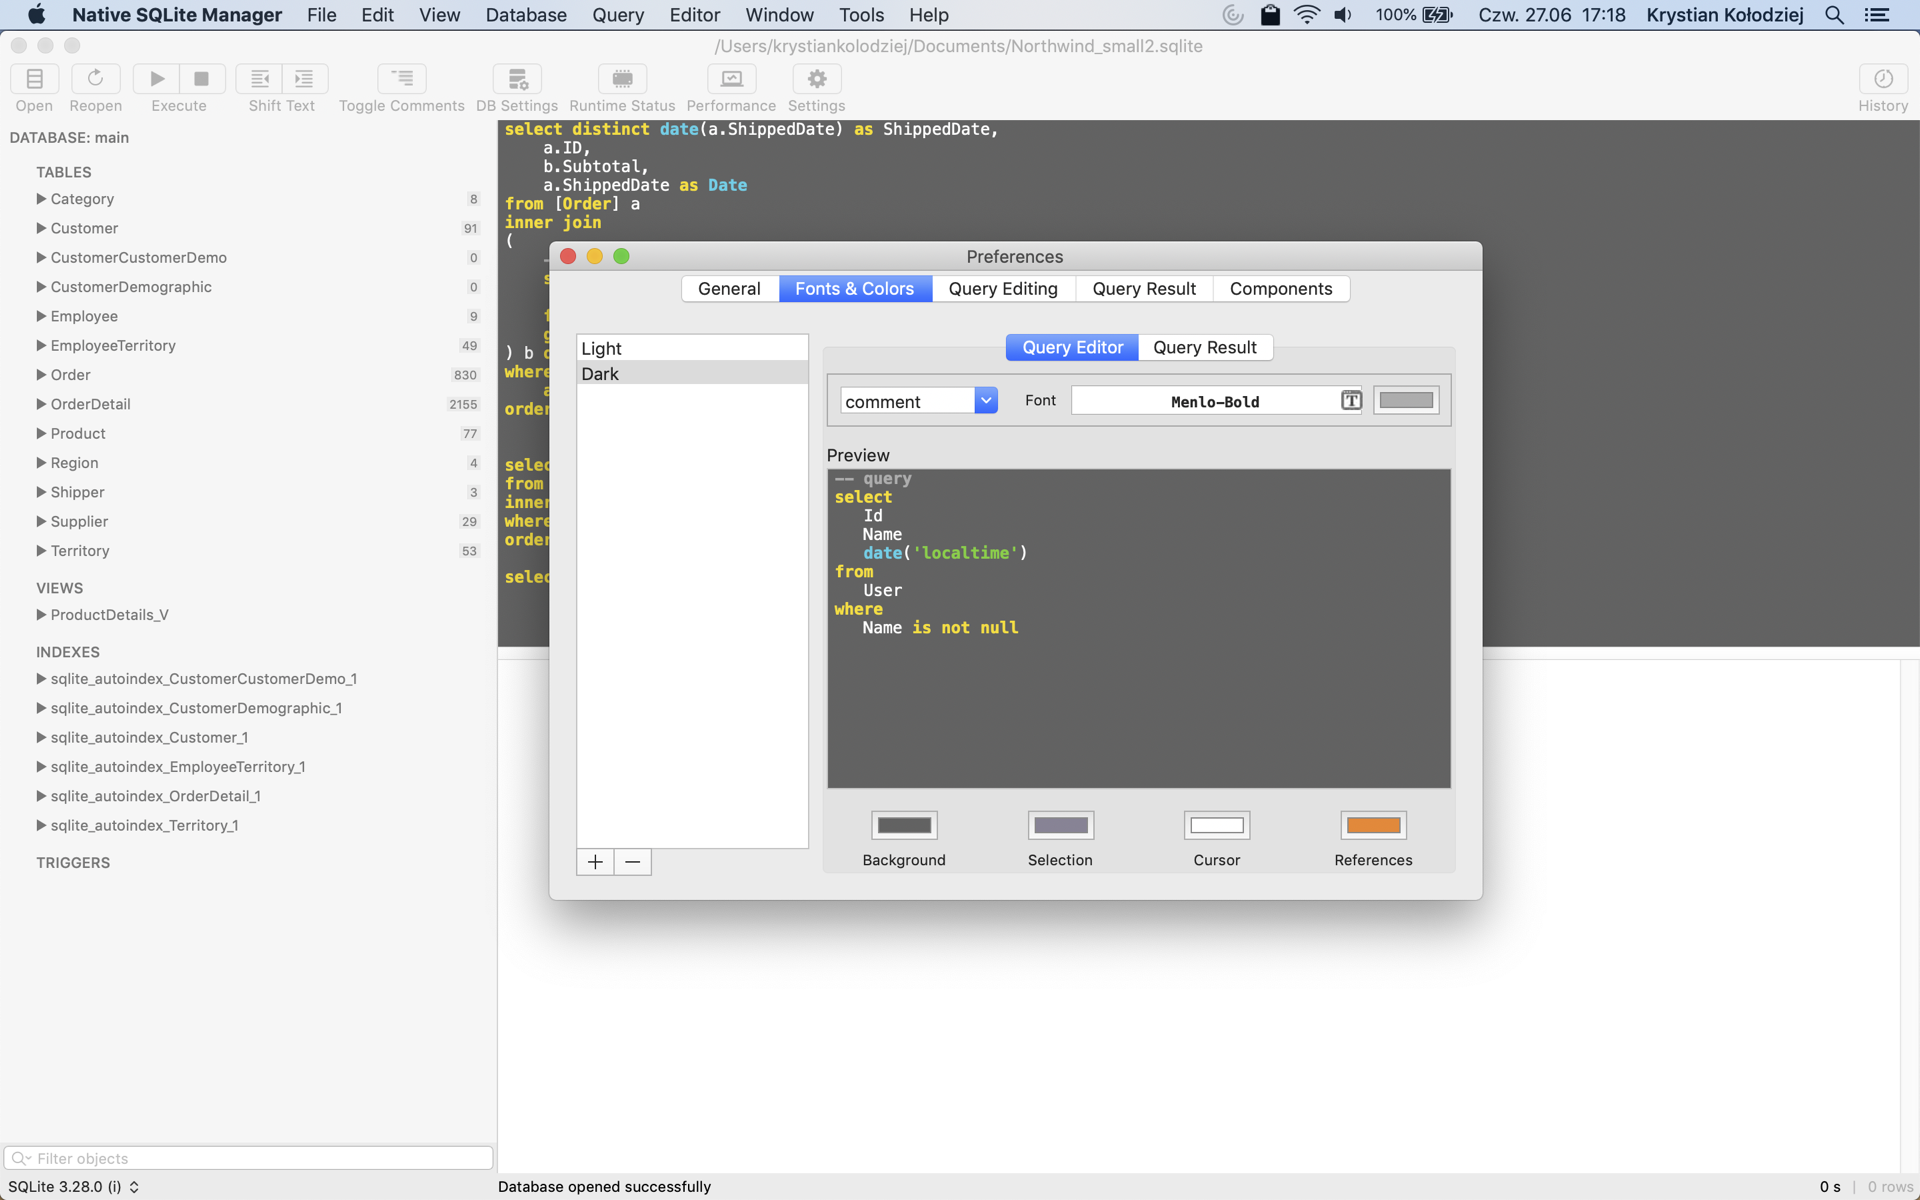 Native SQLite Manager File Edit View Database Query Editor Window Tools Help 100% Czw. 27.06 17:18 Krystian Kołodziej
/Users/krystiankolodziej/Documents/Northwind_small2.sqlite
Open Reopen Execute Shift Text Toggle Comments DB Settings Runtime Status Performance Settings History
DATABASE: main
TABLES
Category 8
Customer 91
CustomerCustomerDemo 0
CustomerDemographic 0
Employee 9
EmployeeTerritory 49
Order 830
OrderDetail 2155
Product 77
Region 4
Shipper 3
Supplier 29
Territory 53
VIEWS
ProductDetails_V
INDEXES
sqlite_autoindex_CustomerCustomerDemo_1
sqlite_autoindex_CustomerDemographic_1
sqlite_autoindex_Customer_1
sqlite_autoindex_EmployeeTerritory_1
sqlite_autoindex_OrderDetail_1
sqlite_autoindex_Territory_1
TRIGGERS
Filter objects
SQLite 3.28.0 (i)
select distinct date(a.ShippedDate) as ShippedDate,
a.ID,
b.Subtotal,
a.ShippedDate as Date
from [Order] a
inner join
(
) b
where
order
selec
from
inner
where
order
selec
Preferences
General Fonts & Colors Query Editing Query Result Components
Light
Dark
+ −
Query Editor Query Result
comment Font Menlo-Bold T
Preview
-- query
select
Id
Name
date('localtime')
from
User
where
Name is not null
Background Selection Cursor References
Database opened successfully
0 s | 0 rows